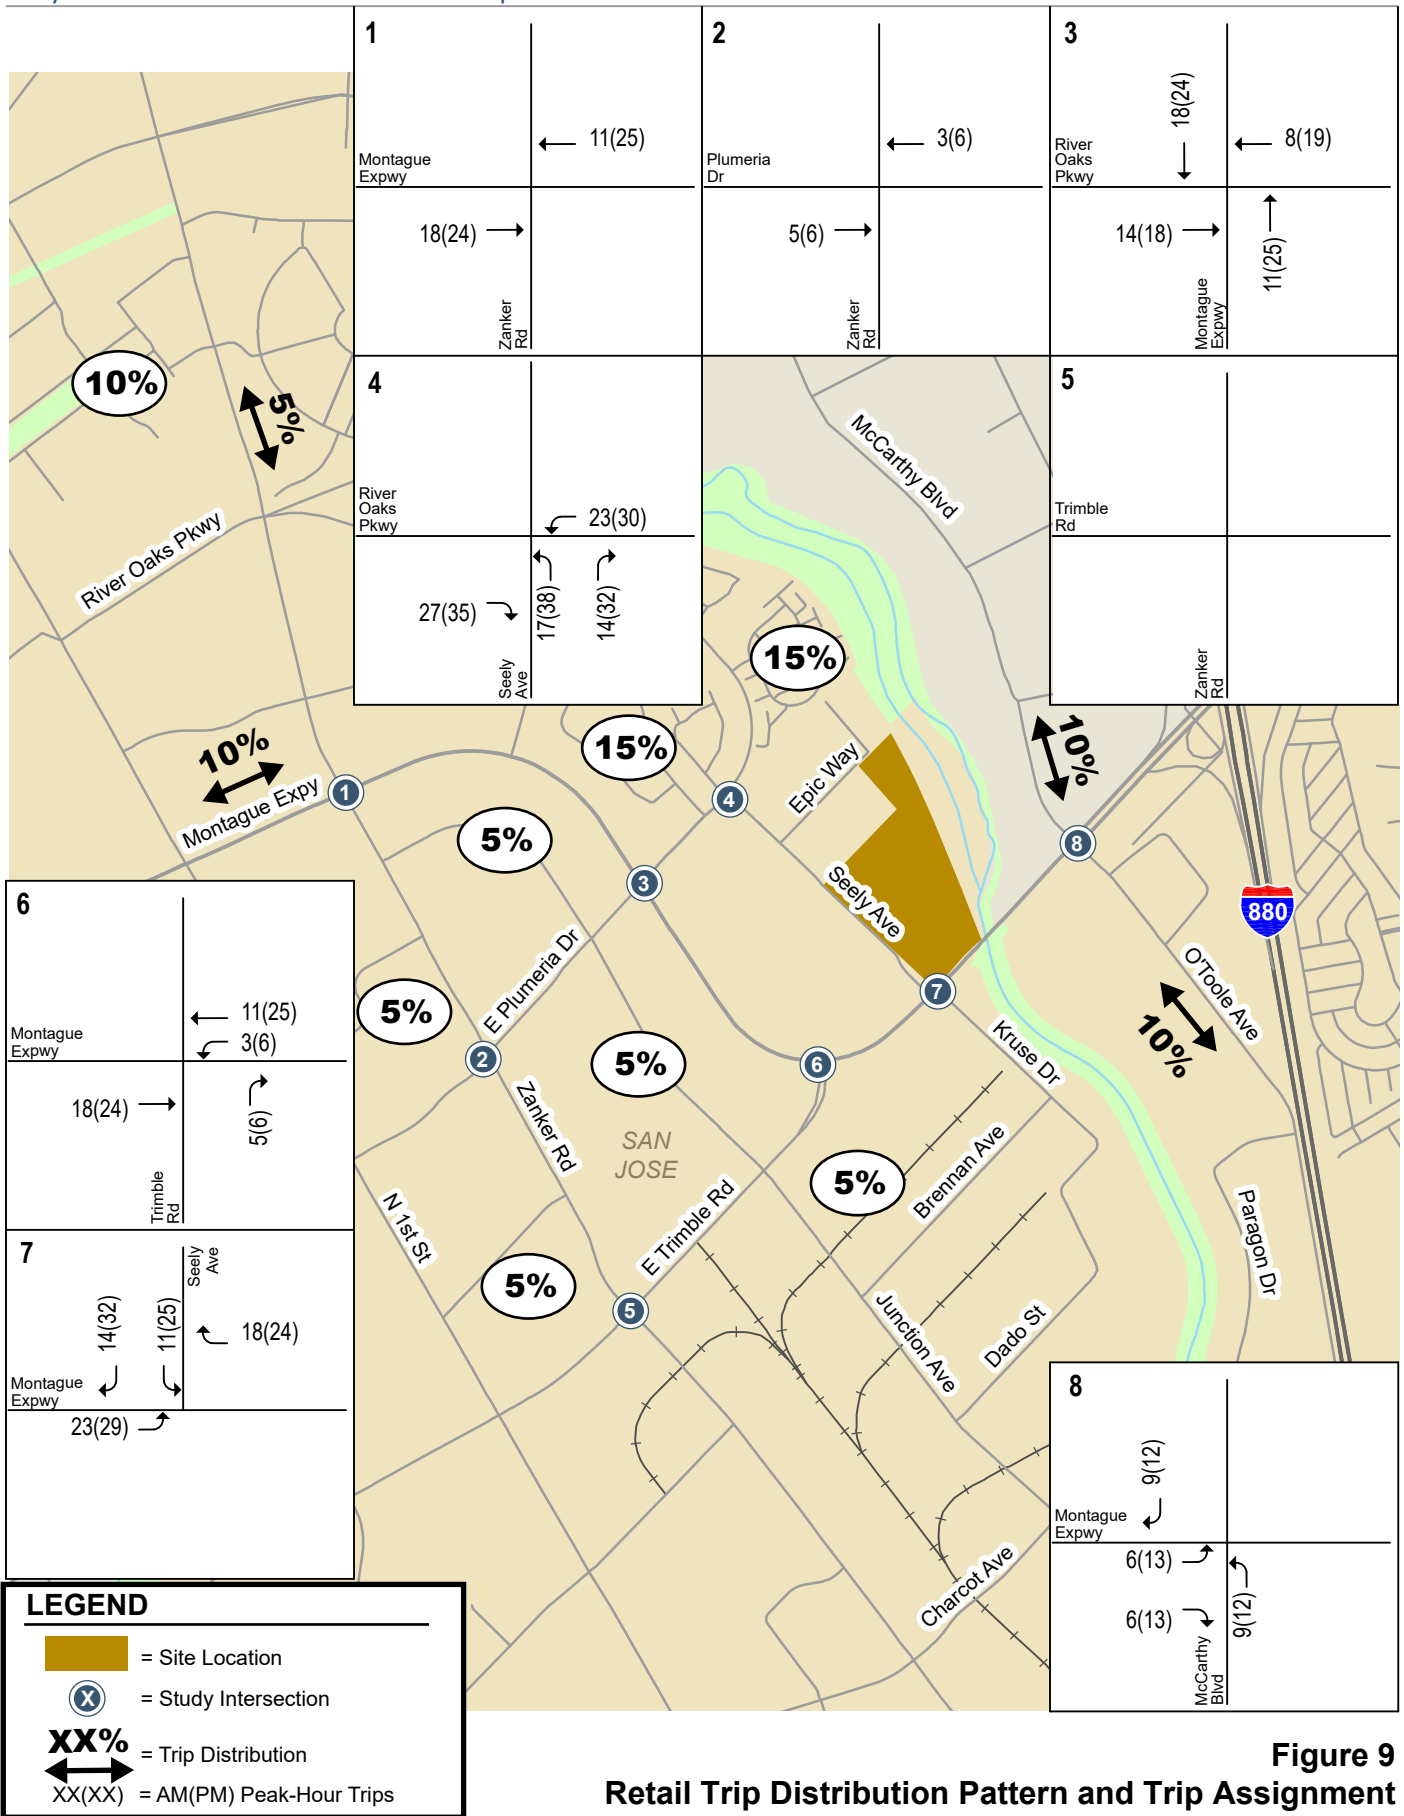 1
11(25)
Montague
Expwy
18(24)
Zanker
Rd
2
3(6)
Plumeria
Dr
5(6)
Zanker
Rd
3
18(24)
8(19)
River
Oaks
Pkwy
14(18)
11(25)
Montague
Expwy
4
River
Oaks
Pkwy
23(30)
27(35)
17(38)
14(32)
Seely
Ave
5
Trimble
Rd
Zanker
Rd
10%
5%
River Oaks Pkwy
McCarthy Blvd
15%
15%
10%
Montague Expy
1
Epic Way
10%
4
5%
8
3
Seely Ave
880
E Plumeria Dr
O'Toole Ave
5%
7
10%
2
5%
6
Kruse Dr
Zanker Rd
SAN
JOSE
5%
Brennan Ave
N 1st St
E Trimble Rd
Paragon Dr
5%
5
Junction Ave
Dado St
Charcot Ave
6
11(25)
3(6)
Montague
Expwy
18(24)
5(6)
Trimble
Rd
7
Seely
Ave
14(32)
11(25)
18(24)
Montague
Expwy
23(29)
8
9(12)
Montague
Expwy
6(13)
6(13)
9(12)
McCarthy
Blvd
LEGEND
= Site Location
X = Study Intersection
XX%
= Trip Distribution
XX(XX) = AM(PM) Peak-Hour Trips
Figure 9
Retail Trip Distribution Pattern and Trip Assignment